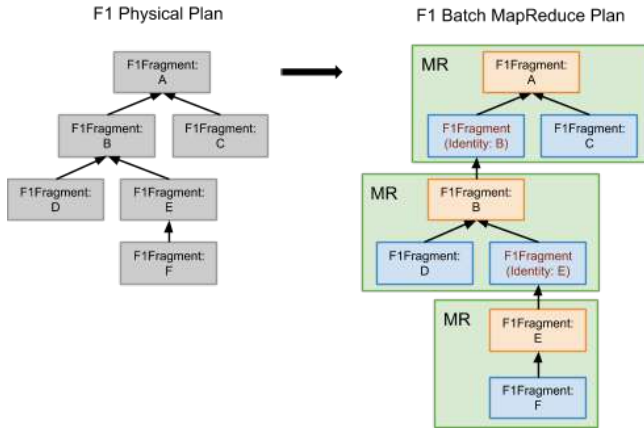 F1 Physical Plan
F1 Batch MapReduce Plan
F1Fragment:
A
F1Fragment:
B
F1Fragment:
C
F1Fragment:
D
F1Fragment:
E
F1Fragment:
F
MR
F1Fragment:
A
F1Fragment
(Identity: B)
F1Fragment:
C
MR
F1Fragment:
B
F1Fragment:
D
F1Fragment
(Identity: E)
MR
F1Fragment:
E
F1Fragment:
F